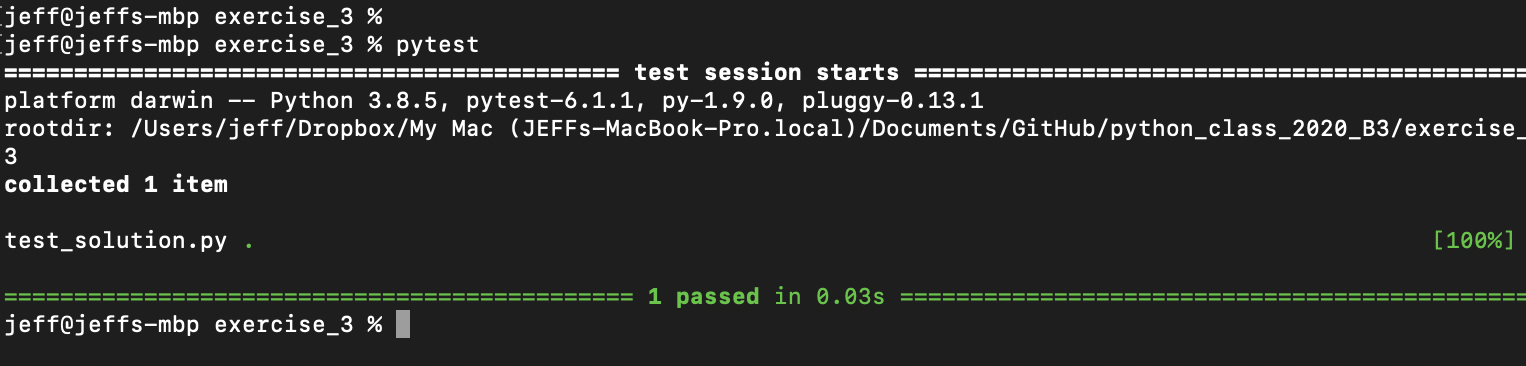 jeff@jeffs-mbp exercise_3 %
jeff@jeffs-mbp exercise_3 % pytest
============================================ test session starts ============================================
platform darwin -- Python 3.8.5, pytest-6.1.1, py-1.9.0, pluggy-0.13.1
rootdir: /Users/jeff/Dropbox/My Mac (JEFFs-MacBook-Pro.local)/Documents/GitHub/python_class_2020_B3/exercise_
3
collected 1 item
test_solution.py . [100%]
============================================= 1 passed in 0.03s =============================================
jeff@jeffs-mbp exercise_3 %